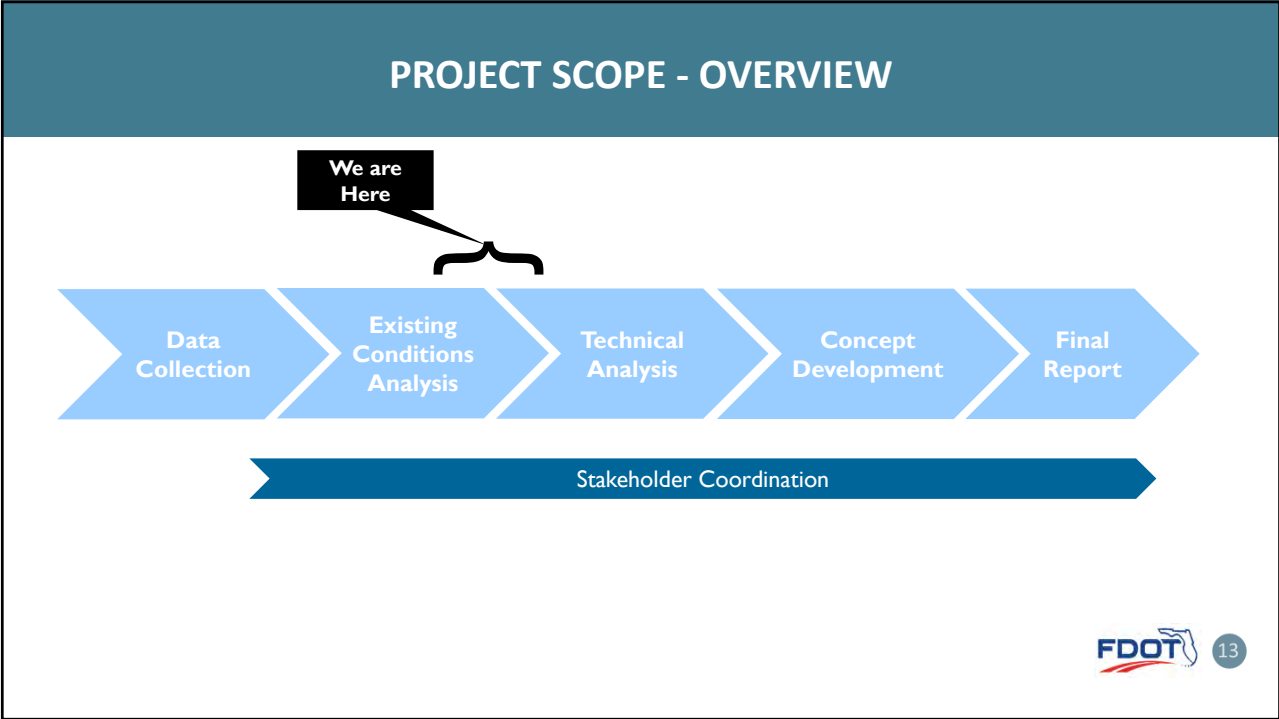 PROJECT SCOPE - OVERVIEW
We are
Here
Data
Collection
Existing
Conditions
Analysis
Technical
Analysis
Concept
Development
Final
Report
Stakeholder Coordination
FDOT
13